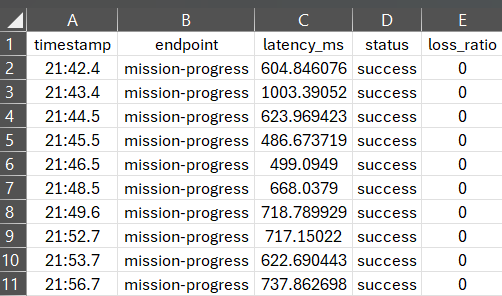 A B C D E
1 timestamp endpoint latency_ms status loss_ratio
2 21:42.4 mission-progress 604.846076 success 0
3 21:43.4 mission-progress 1003.39052 success 0
4 21:44.5 mission-progress 623.969423 success 0
5 21:45.5 mission-progress 486.673719 success 0
6 21:46.5 mission-progress 499.0949 success 0
7 21:48.5 mission-progress 668.0379 success 0
8 21:49.6 mission-progress 718.789929 success 0
9 21:52.7 mission-progress 717.15022 success 0
10 21:53.7 mission-progress 622.690443 success 0
11 21:56.7 mission-progress 737.862698 success 0